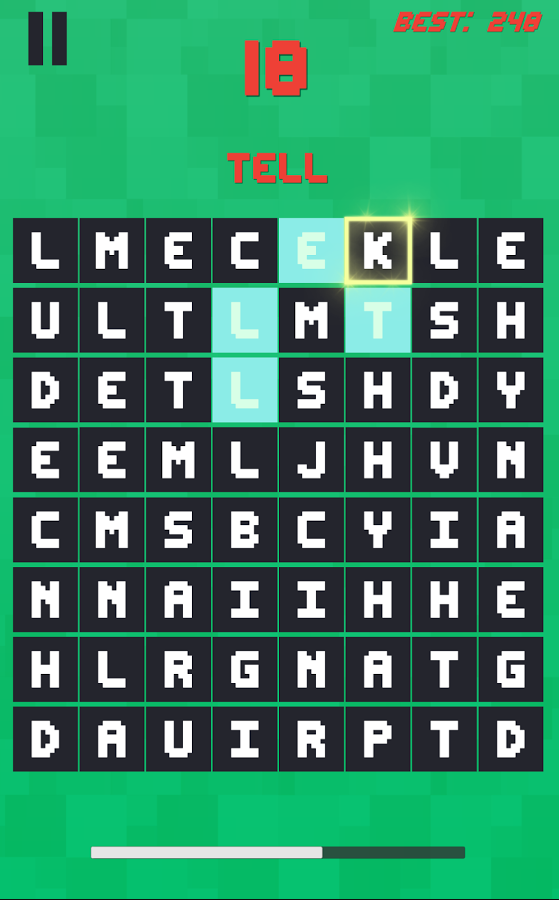 BEST: 248
18
TELL
L M E C E K L E
U L T L M T S H
D E T L S H D Y
E E M L J H V N
C M S B C Y I A
N N A I I H H E
H L R G N A T G
D A U I R P T D